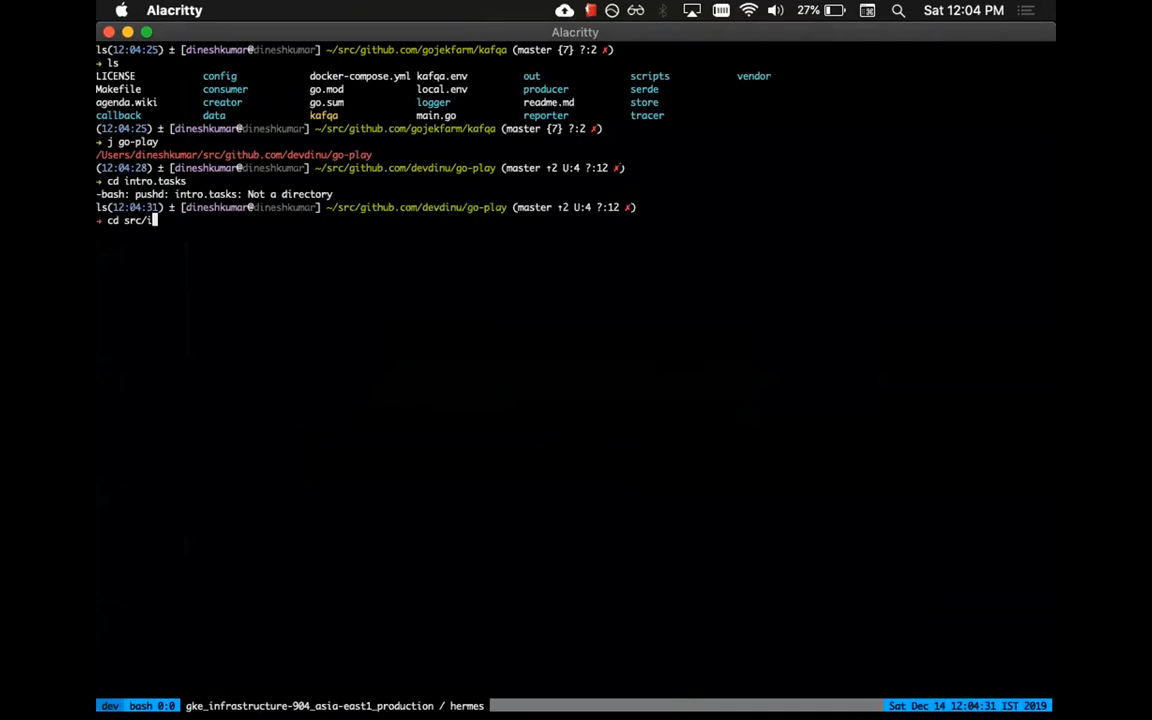 Alacritty 27% Sat 12:04 PM
Alacritty
ls(12:04:25) ± [dineshkumar@dineshkumar] ~/src/github.com/gojekfarm/kafqa (master {7} ?:2 ✗)
→ ls
LICENSE config docker-compose.yml kafqa.env out scripts vendor
Makefile consumer go.mod local.env producer serde
agenda.wiki creator go.sum logger readme.md store
callback data kafqa main.go reporter tracer
(12:04:25) ± [dineshkumar@dineshkumar] ~/src/github.com/gojekfarm/kafqa (master {7} ?:2 ✗)
→ j go-play
/Users/dineshkumar/src/github.com/devdinu/go-play
(12:04:28) ± [dineshkumar@dineshkumar] ~/src/github.com/devdinu/go-play (master ↑2 U:4 ?:12 ✗)
→ cd intro.tasks
-bash: pushd: intro.tasks: Not a directory
ls(12:04:31) ± [dineshkumar@dineshkumar] ~/src/github.com/devdinu/go-play (master ↑2 U:4 ?:12 ✗)
→ cd src/i
dev bash 0:0 gke_infrastructure-904_asia-east1_production / hermes Sat Dec 14 12:04:31 IST 2019